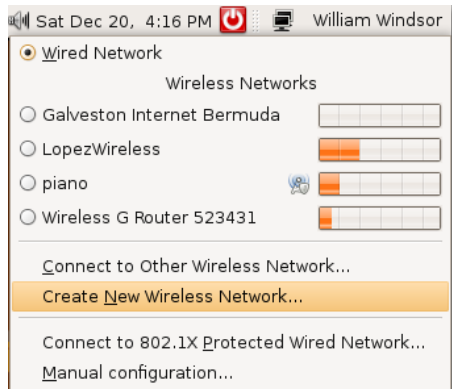 Sat Dec 20, 4:16 PM William Windsor
Wired Network
Wireless Networks
Galveston Internet Bermuda
LopezWireless
piano
Wireless G Router 523431
Connect to Other Wireless Network...
Create New Wireless Network...
Connect to 802.1X Protected Wired Network...
Manual configuration...